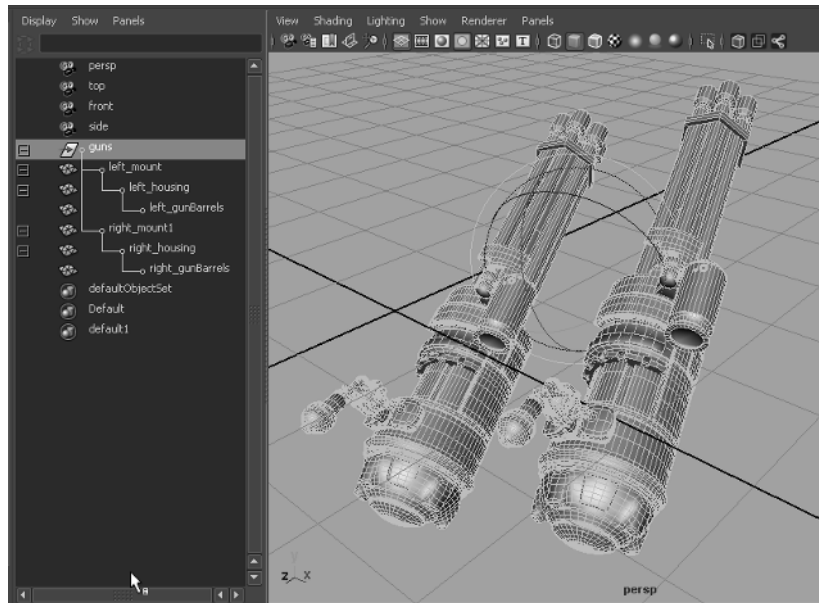 Display Show Panels
View Shading Lighting Show Renderer Panels
persp
top
front
side
guns
left_mount
left_housing
left_gunBarrels
right_mount1
right_housing
right_gunBarrels
defaultObjectSet
Default
default1
Y
Z X
persp